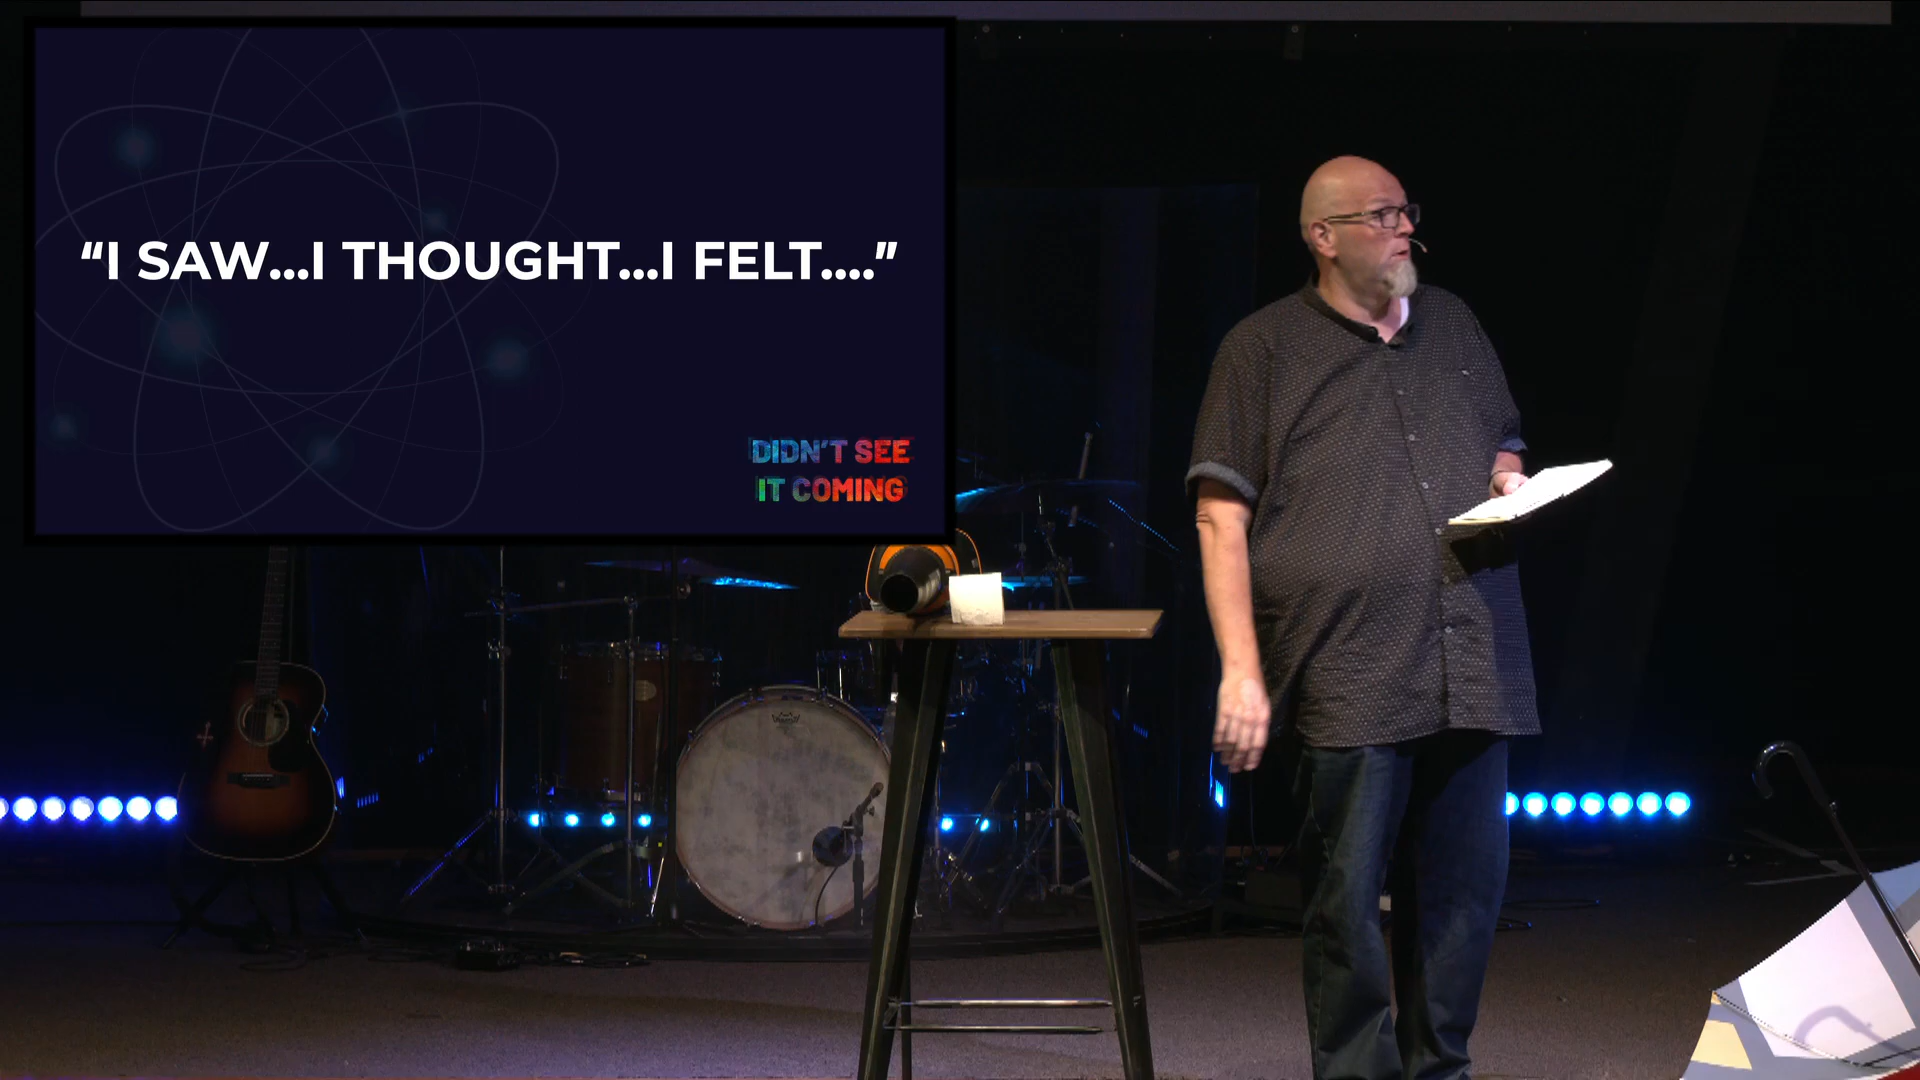 “I SAW...I THOUGHT...I FELT....”
DIDN’T SEE
IT COMING